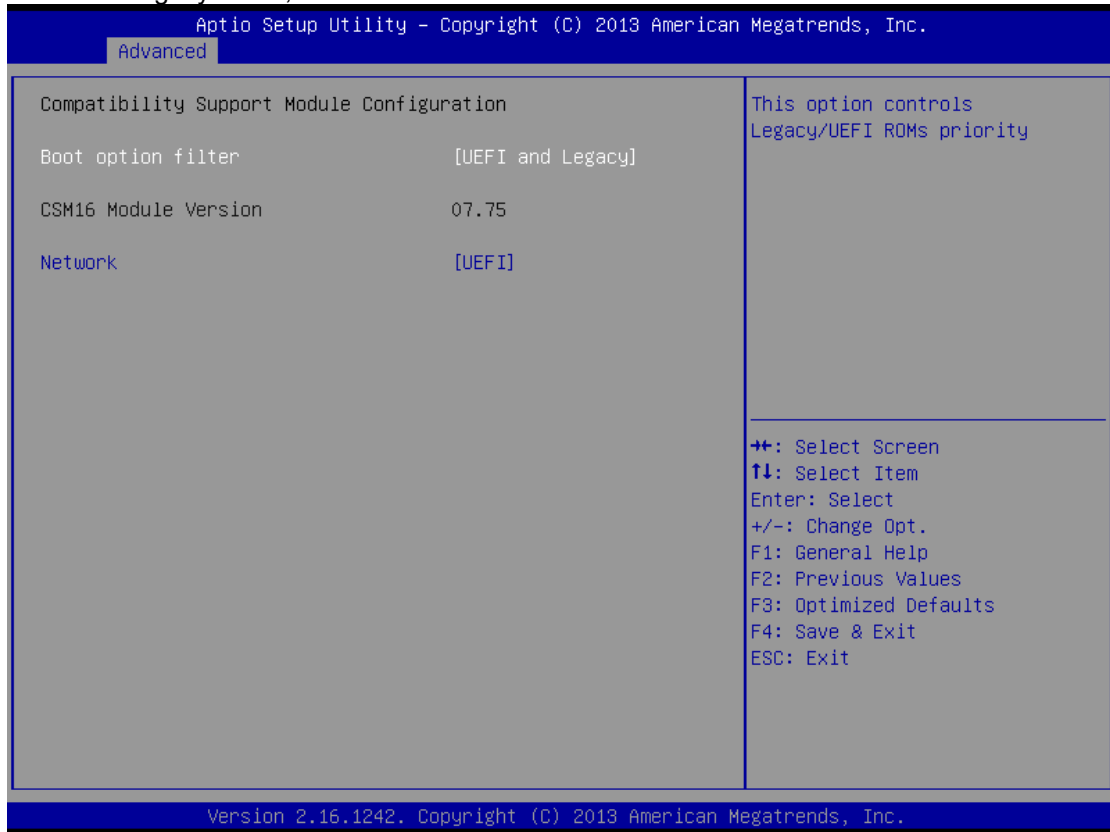 Aptio Setup Utility – Copyright (C) 2013 American Megatrends, Inc.
Advanced
Compatibility Support Module Configuration
Boot option filter [UEFI and Legacy]
CSM16 Module Version 07.75
Network [UEFI]
This option controls
Legacy/UEFI ROMs priority
→←: Select Screen
↑↓: Select Item
Enter: Select
+/-: Change Opt.
F1: General Help
F2: Previous Values
F3: Optimized Defaults
F4: Save & Exit
ESC: Exit
Version 2.16.1242. Copyright (C) 2013 American Megatrends, Inc.